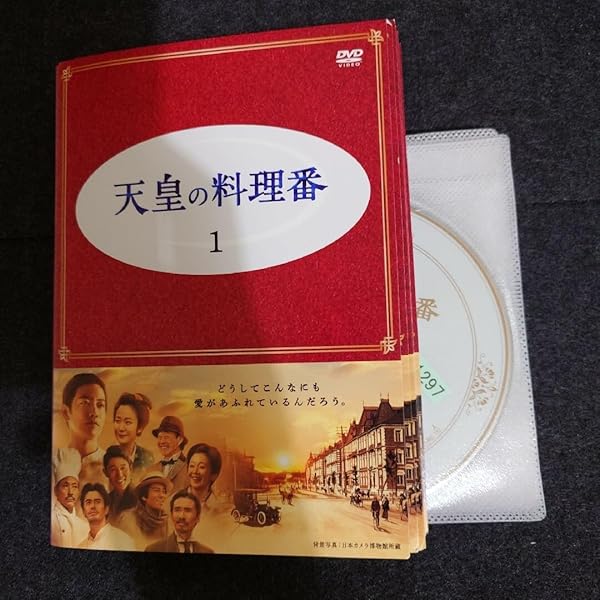 DVD
VIDEO
天皇の料理番
1
番
1297
どうしてこんなにも
愛があふれているんだろう。
背景写真|日本カメラ博物館所蔵